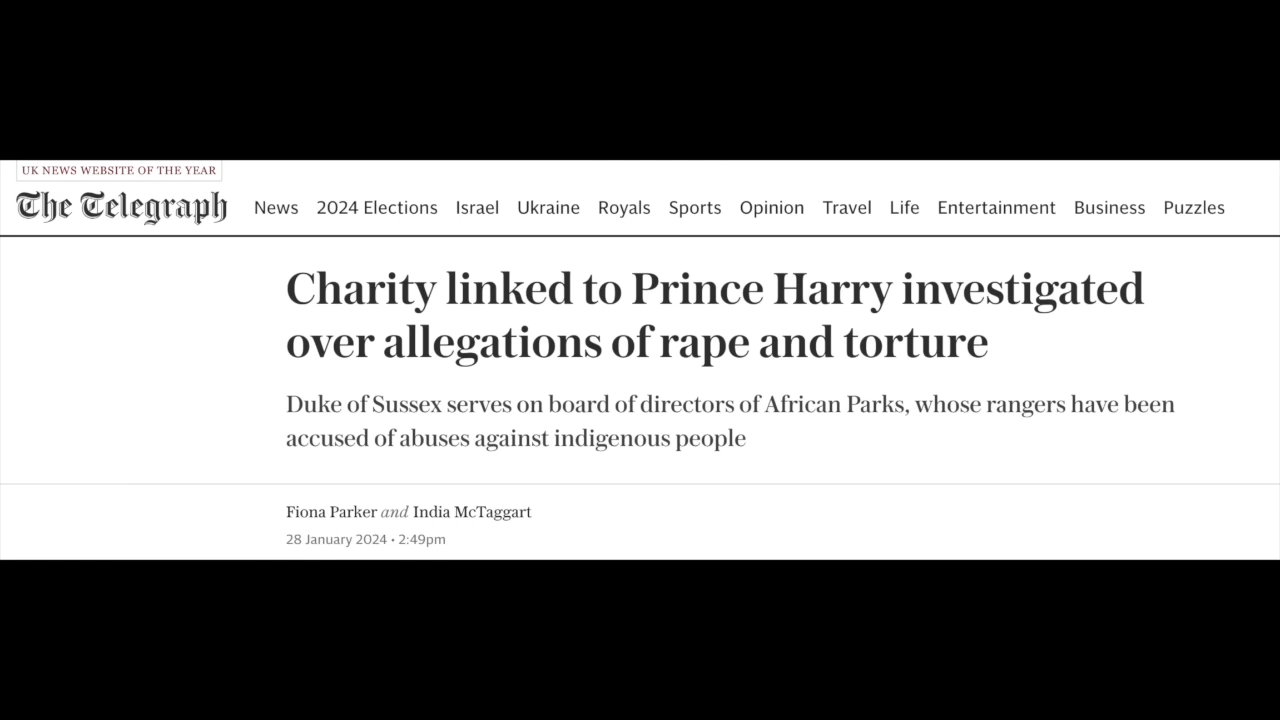 UK NEWS WEBSITE OF THE YEAR
The Telegraph
News 2024 Elections Israel Ukraine Royals Sports Opinion Travel Life Entertainment Business Puzzles
Charity linked to Prince Harry investigated
over allegations of rape and torture
Duke of Sussex serves on board of directors of African Parks, whose rangers have been
accused of abuses against indigenous people
Fiona Parker and India McTaggart
28 January 2024 • 2:49pm